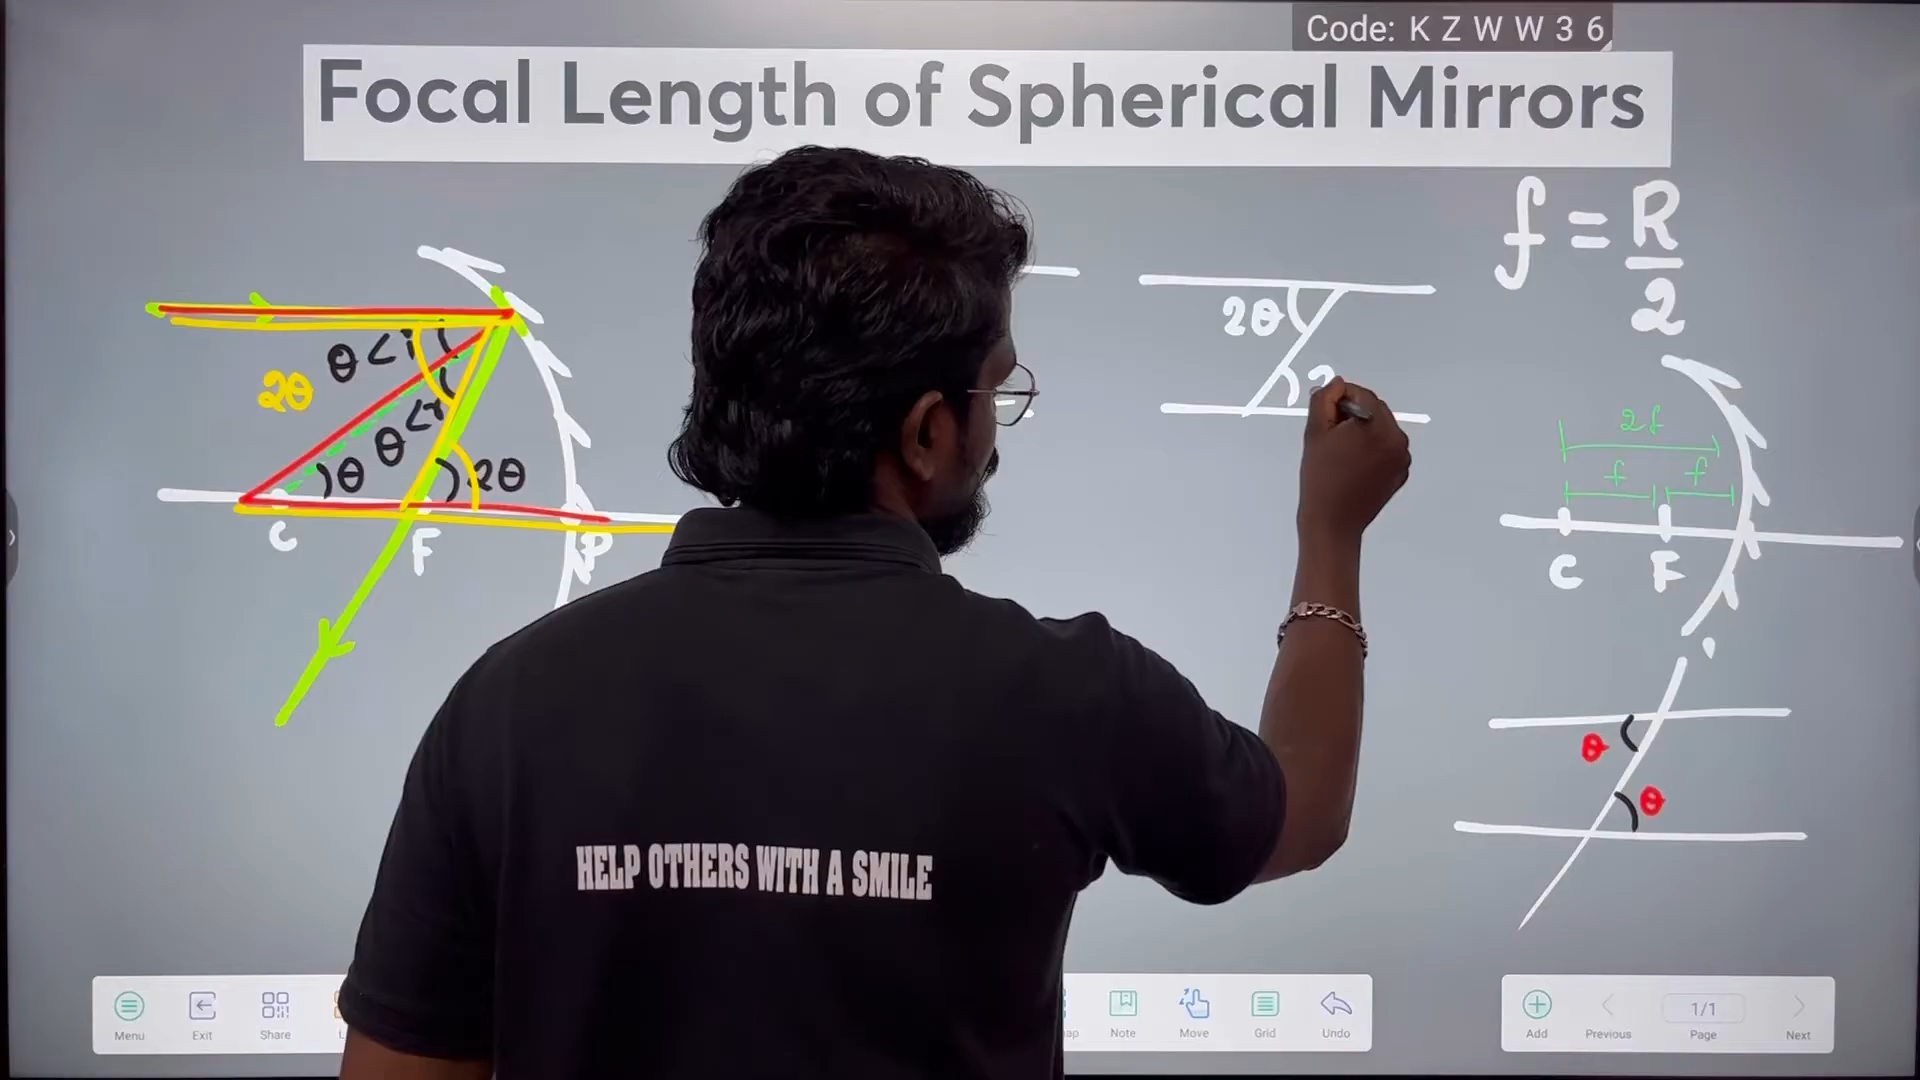 Code: K Z W W 3 6
Focal Length of Spherical Mirrors
f = R/2
2θ
θ < i
2θ
θ < r
θ
2θ
C
F
P
2f
f
f
C
F
θ
θ
HELP OTHERS WITH A SMILE
Menu
Exit
Share
Note
Move
Grid
Undo
Add
Previous
1/1
Page
Next